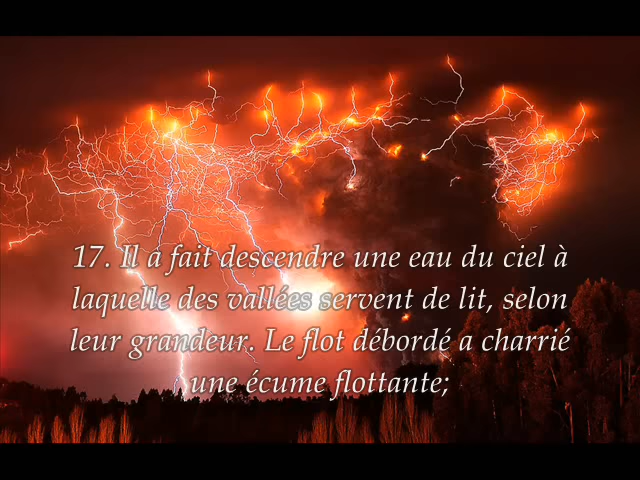 17. Il a fait descendre une eau du ciel à
laquelle des vallées servent de lit, selon
leur grandeur. Le flot débordé a charrié
une écume flottante;